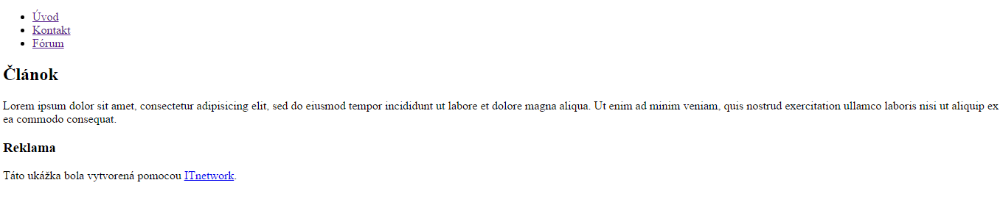 Úvod
Kontakt
Fórum
Článok
Lorem ipsum dolor sit amet, consectetur adipisicing elit, sed do eiusmod tempor incididunt ut labore et dolore magna aliqua. Ut enim ad minim veniam, quis nostrud exercitation ullamco laboris nisi ut aliquip ex
ea commodo consequat.
Reklama
Táto ukážka bola vytvorená pomocou ITnetwork.